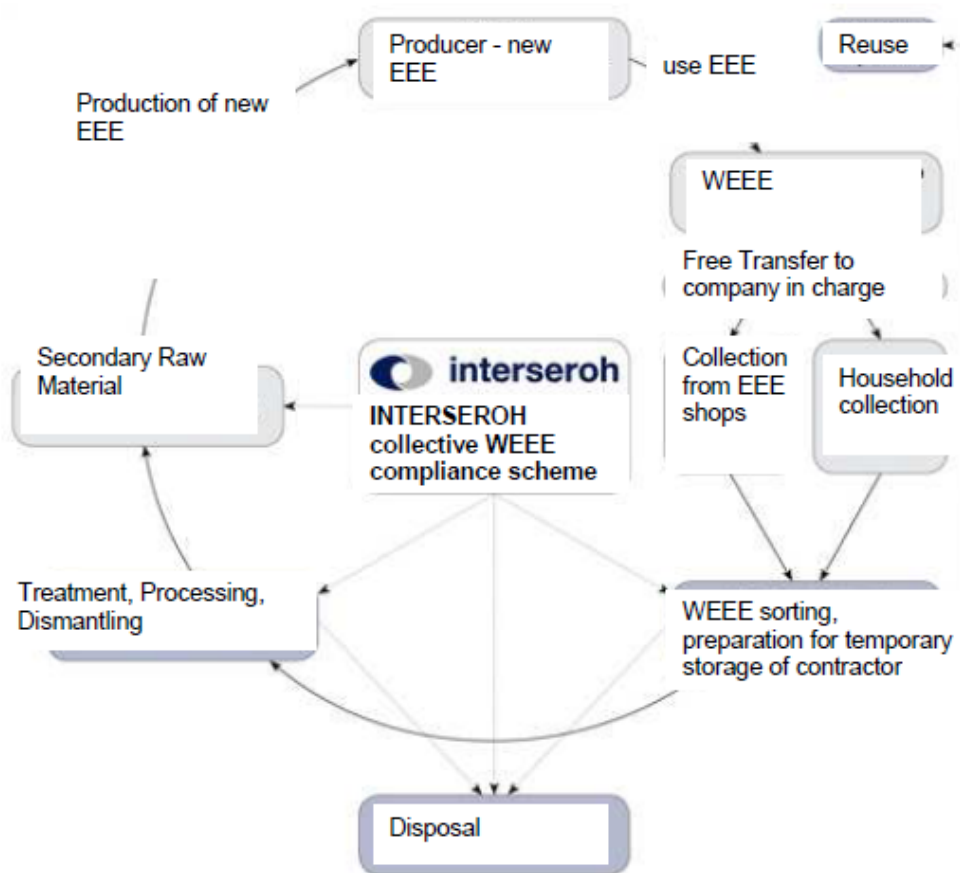 Producer - new
EEE
use EEE
Reuse
Production of new
EEE
WEEE
Free Transfer to
company in charge
Secondary Raw
Material
interseroh
INTERSEROH
collective WEEE
compliance scheme
Collection
from EEE
shops
Household
collection
Treatment, Processing,
Dismantling
WEEE sorting,
preparation for temporary
storage of contractor
Disposal